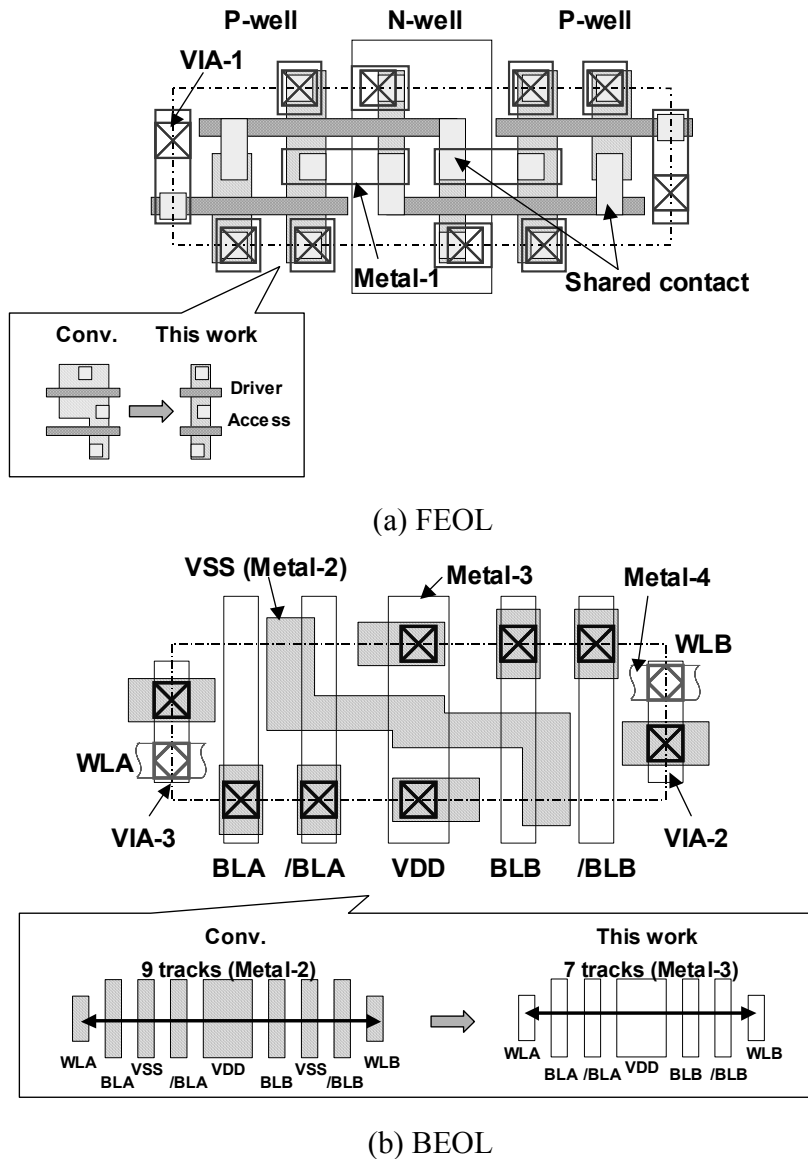 P-well N-well P-well
VIA-1
Metal-1
Shared contact
Conv. This work
Driver
Access
(a) FEOL
VSS (Metal-2)
Metal-3
Metal-4
WLB
WLA
VIA-3
VIA-2
BLA /BLA VDD BLB /BLB
Conv. This work
9 tracks (Metal-2) 7 tracks (Metal-3)
WLA BLA VSS /BLA VDD BLB VSS /BLB WLB
WLA BLA /BLA VDD BLB /BLB WLB
(b) BEOL